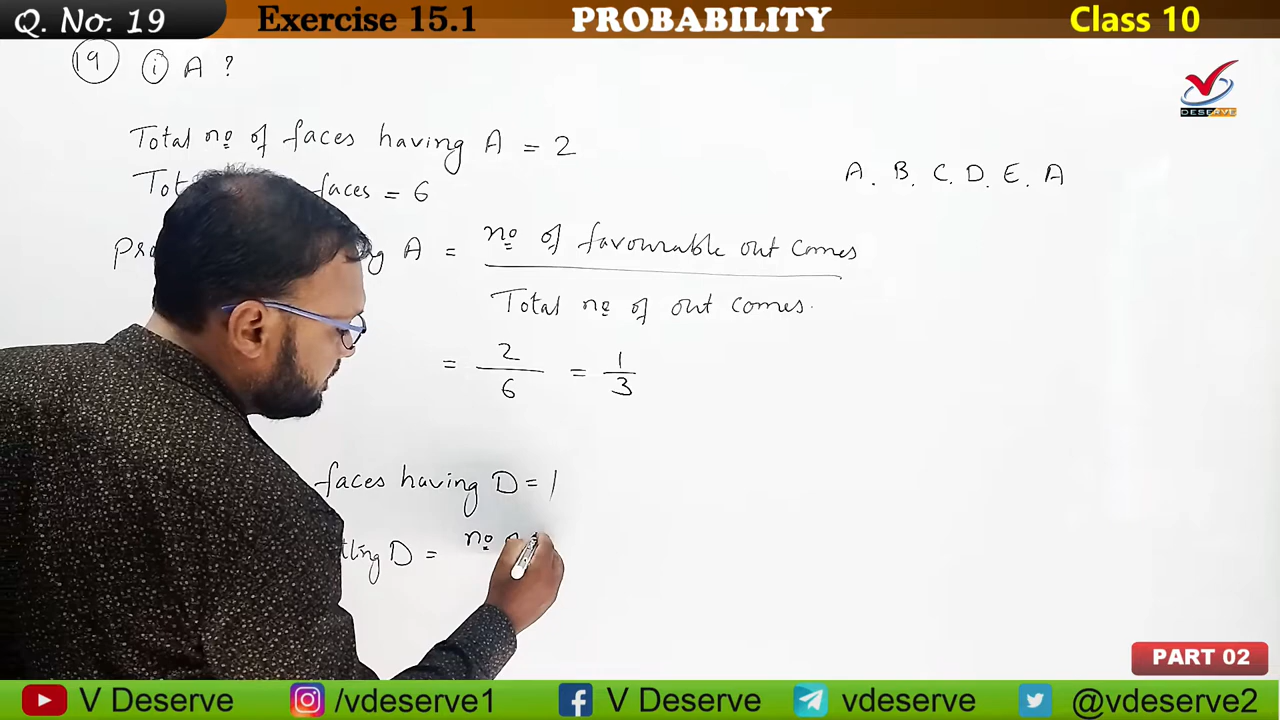 Q. No. 19 Exercise 15.1 PROBABILITY Class 10
19 i A ?
DESERVE
Total no of faces having A = 2
A. B. C. D. E. A
Tot faces = 6
A = no of favourable out comes
Total no of out comes.
= 2/6 = 1/3
faces having D = 1
D = no
PART 02
V Deserve /vdeserve1 V Deserve vdeserve @vdeserve2